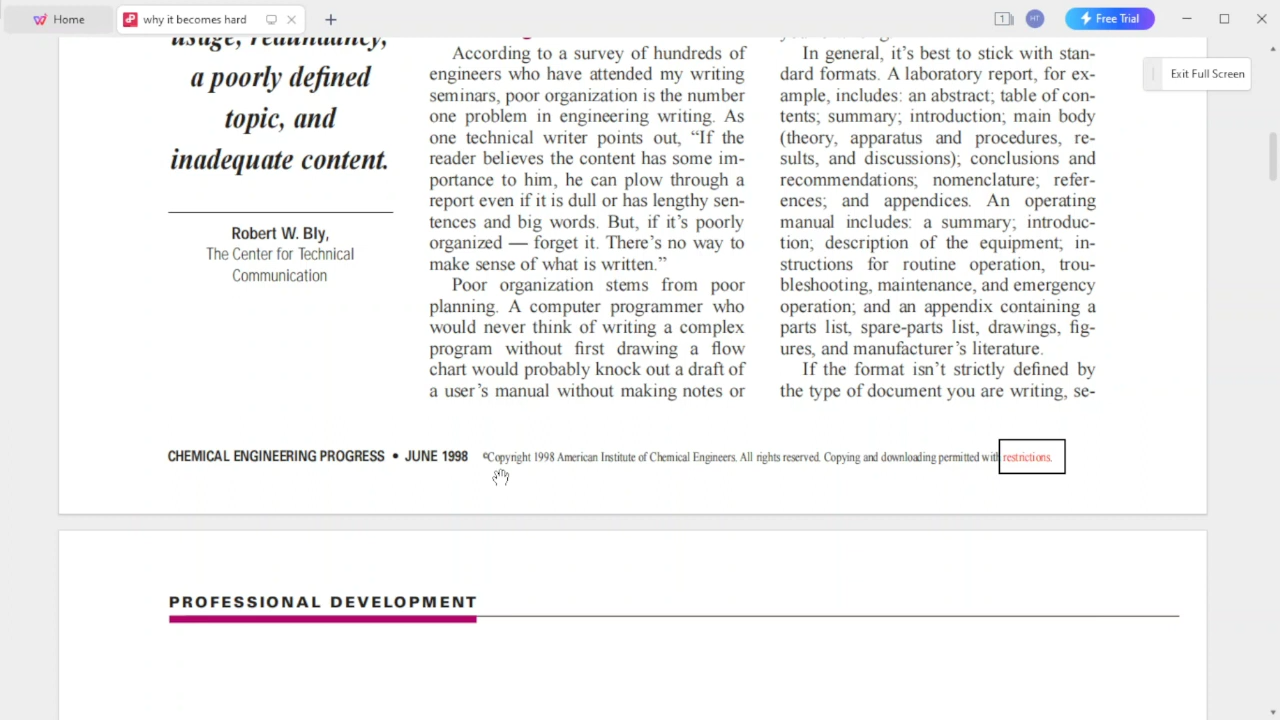 Home
why it becomes hard
1
HT
Free Trial
Exit Full Screen
usage, redundancy,
a poorly defined
topic, and
inadequate content.
Robert W. Bly,
The Center for Technical
Communication
According to a survey of hundreds of
engineers who have attended my writing
seminars, poor organization is the number
one problem in engineering writing. As
one technical writer points out, “If the
reader believes the content has some im-
portance to him, he can plow through a
report even if it is dull or has lengthy sen-
tences and big words. But, if it’s poorly
organized — forget it. There’s no way to
make sense of what is written.”
Poor organization stems from poor
planning. A computer programmer who
would never think of writing a complex
program without first drawing a flow
chart would probably knock out a draft of
a user’s manual without making notes or
In general, it’s best to stick with stan-
dard formats. A laboratory report, for ex-
ample, includes: an abstract; table of con-
tents; summary; introduction; main body
(theory, apparatus and procedures, re-
sults, and discussions); conclusions and
recommendations; nomenclature; refer-
ences; and appendices. An operating
manual includes: a summary; introduc-
tion; description of the equipment; in-
structions for routine operation, trou-
bleshooting, maintenance, and emergency
operation; and an appendix containing a
parts list, spare-parts list, drawings, fig-
ures, and manufacturer’s literature.
If the format isn’t strictly defined by
the type of document you are writing, se-
CHEMICAL ENGINEERING PROGRESS • JUNE 1998 ©Copyright 1998 American Institute of Chemical Engineers. All rights reserved. Copying and downloading permitted with restrictions.
PROFESSIONAL DEVELOPMENT